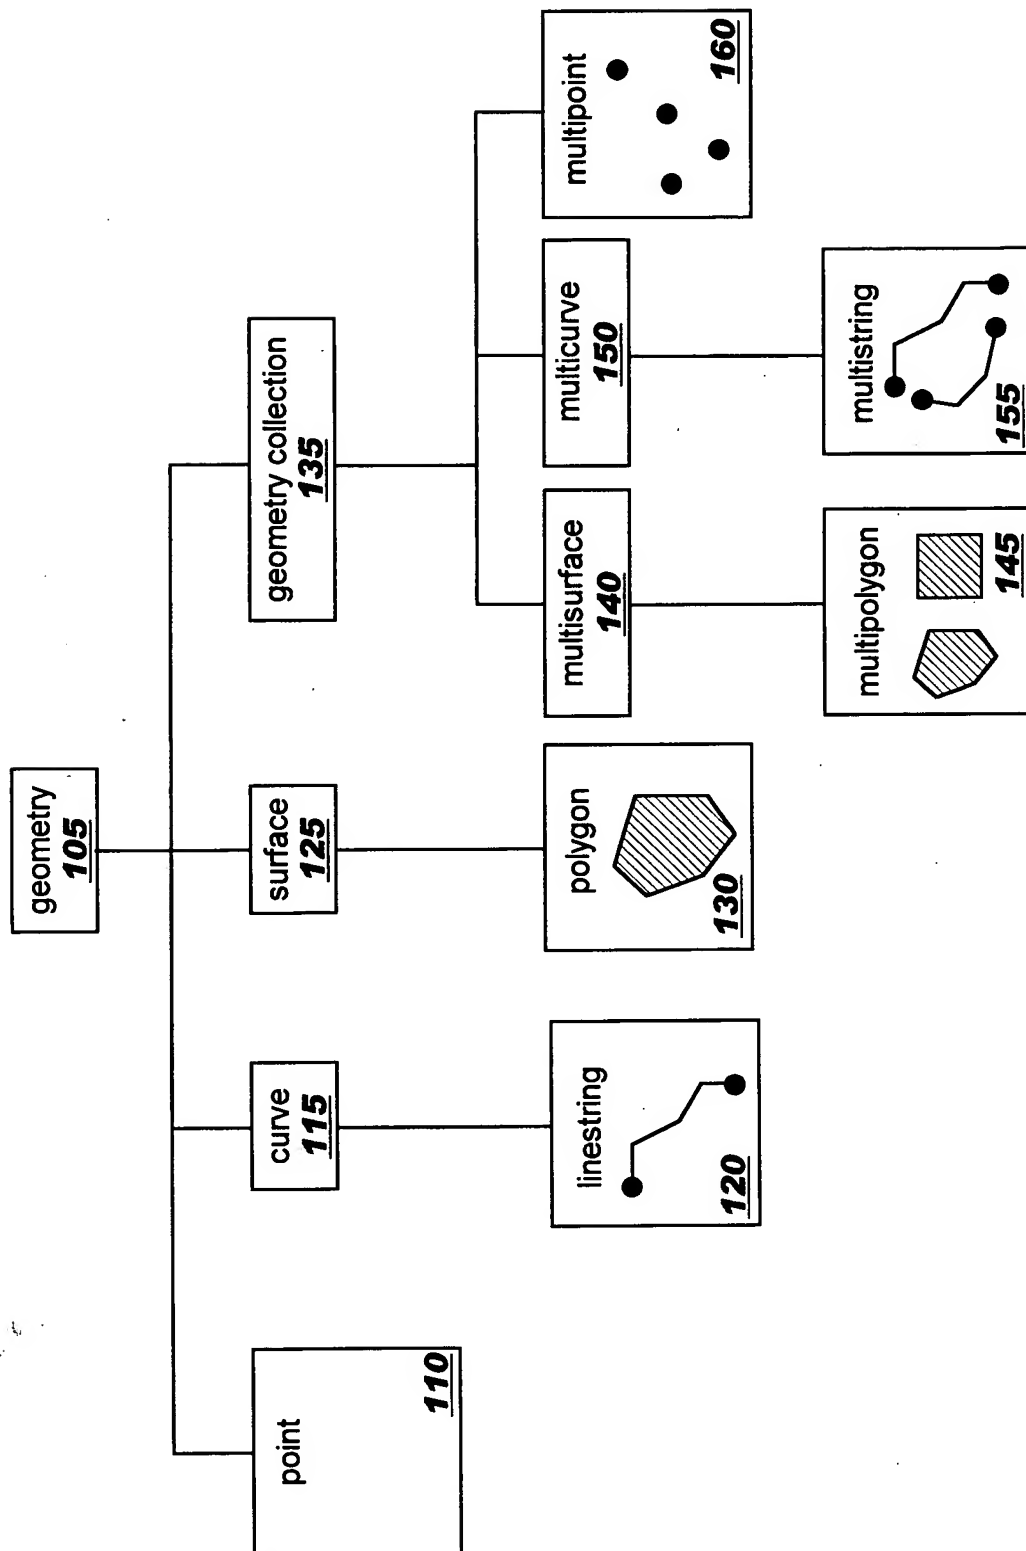 geometry
105
point
110
curve
115
surface
125
geometry collection
135
linestring
120
polygon
130
multisurface
140
multicurve
150
multipoint
160
multipolygon
145
multistring
155